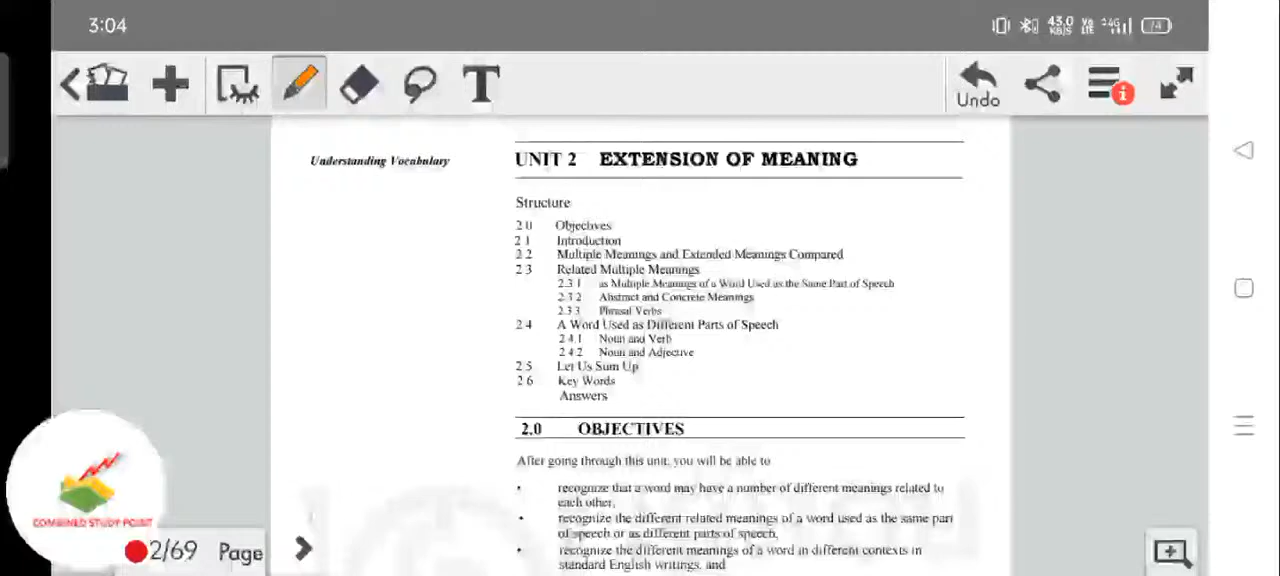 3:04
43.0
KB/S
Vo
LTE
4G
74
T
Undo
Understanding Vocabulary
UNIT 2 EXTENSION OF MEANING
Structure
2.0 Objectives
2.1 Introduction
2.2 Multiple Meanings and Extended Meanings Compared
2.3 Related Multiple Meanings
2.3.1 as Multiple Meanings of a Word Used as the Same Part of Speech
2.3.2 Abstract and Concrete Meanings
2.3.3 Phrasal Verbs
2.4 A Word Used as Different Parts of Speech
2.4.1 Noun and Verb
2.4.2 Noun and Adjective
2.5 Let Us Sum Up
2.6 Key Words
Answers
2.0 OBJECTIVES
After going through this unit, you will be able to
• recognize that a word may have a number of different meanings related to
each other,
• recognize the different related meanings of a word used as the same part
of speech or as different parts of speech,
• recognize the different meanings of a word in different contexts in
standard English writings, and
COMBINED STUDY POINT
2/69 Page